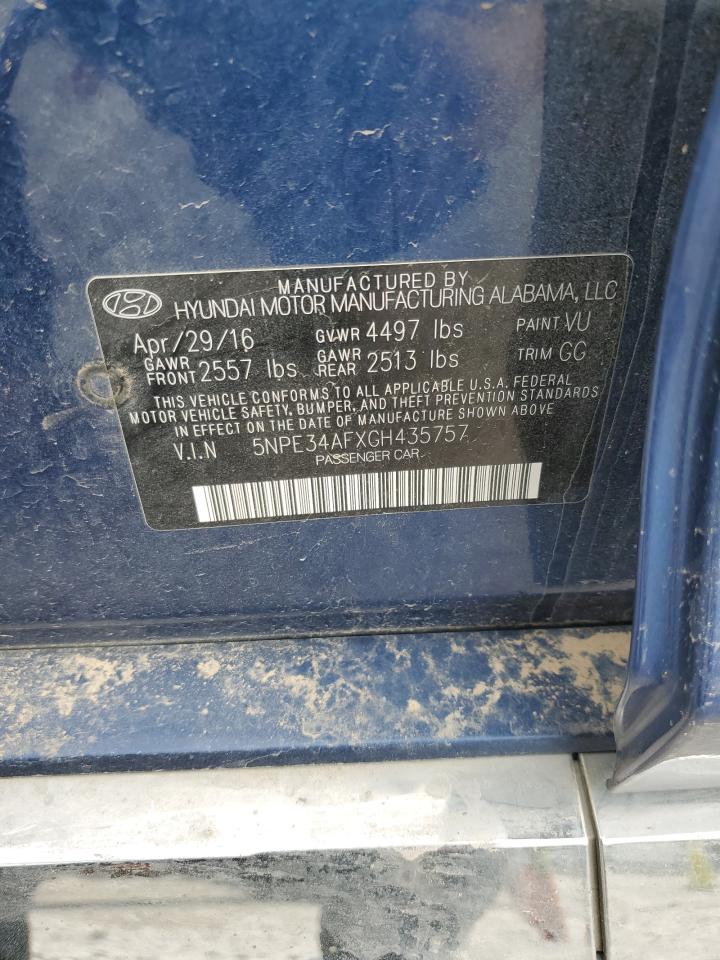 MANUFACTURED BY
HYUNDAI MOTOR MANUFACTURING ALABAMA, LLC
Apr/29/16 GVWR 4497 lbs PAINT VU
GAWR FRONT 2557 lbs GAWR REAR 2513 lbs TRIM GG
THIS VEHICLE CONFORMS TO ALL APPLICABLE U.S.A. FEDERAL
MOTOR VEHICLE SAFETY, BUMPER, AND THEFT PREVENTION STANDARDS
IN EFFECT ON THE DATE OF MANUFACTURE SHOWN ABOVE
V.I.N 5NPE34AFXGH435757
PASSENGER CAR